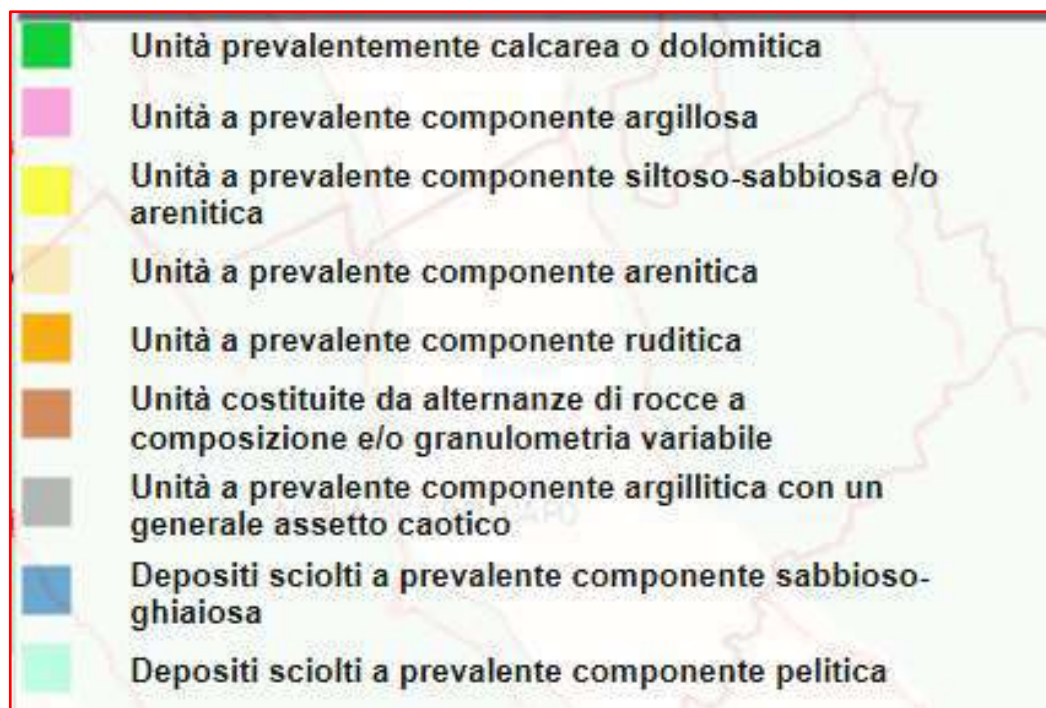 Unità prevalentemente calcarea o dolomitica
Unità a prevalente componente argillosa
Unità a prevalente componente siltoso-sabbiosa e/o
arenitica
Unità a prevalente componente arenitica
Unità a prevalente componente ruditica
Unità costituite da alternanze di rocce a
composizione e/o granulometria variabile
Unità a prevalente componente argillitica con un
generale assetto caotico
Depositi sciolti a prevalente componente sabbioso-
ghiaiosa
Depositi sciolti a prevalente componente pelitica